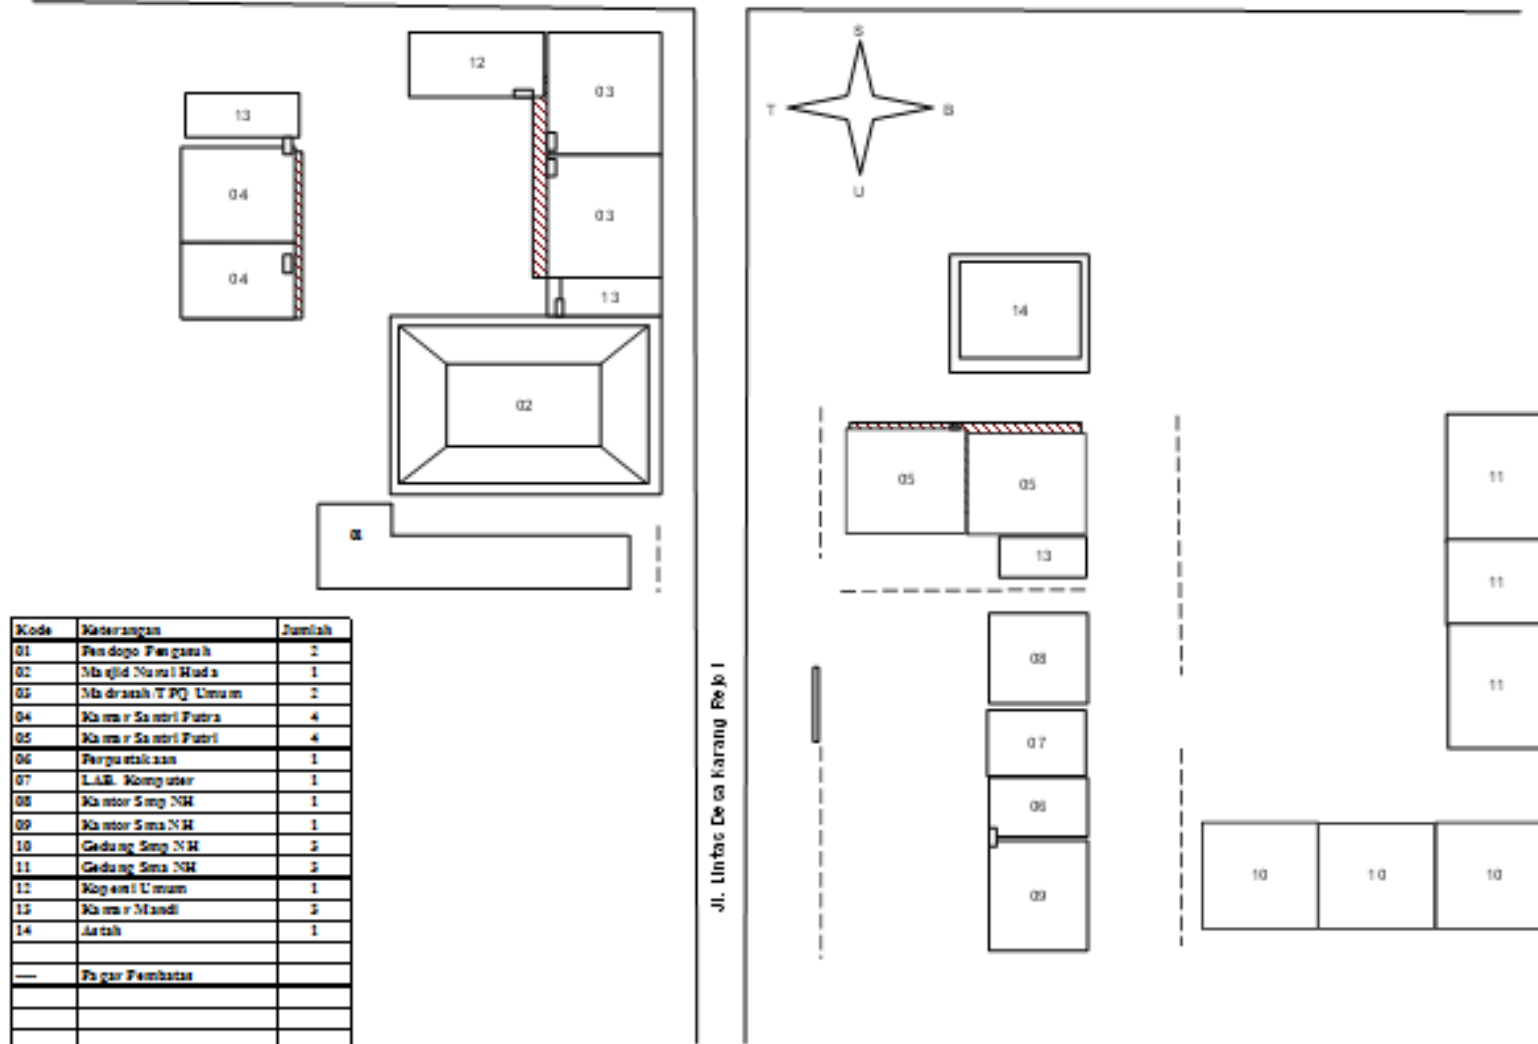 12
03
13
04
03
04
13
02
01
S
T
B
U
14
05
05
13
11
11
11
08
07
06
09
10
10
10
Jl. Lintas Desa Karang Rejo I
Kode Keterangan Jumlah
01 Pendopo Pengasuh 2
02 Masjid Nurul Huda 1
03 Madrasah/TPQ Umum 2
04 Kamar Santri Putra 4
05 Kamar Santri Putri 4
06 Perpustakaan 1
07 LAB. Komputer 1
08 Kantor Smp NH 1
09 Kantor Sma NH 1
10 Gedung Smp NH 3
11 Gedung Sma NH 3
12 Kopersi Umum 1
13 Kamar Mandi 3
14 1
---- Pagar Pembatas